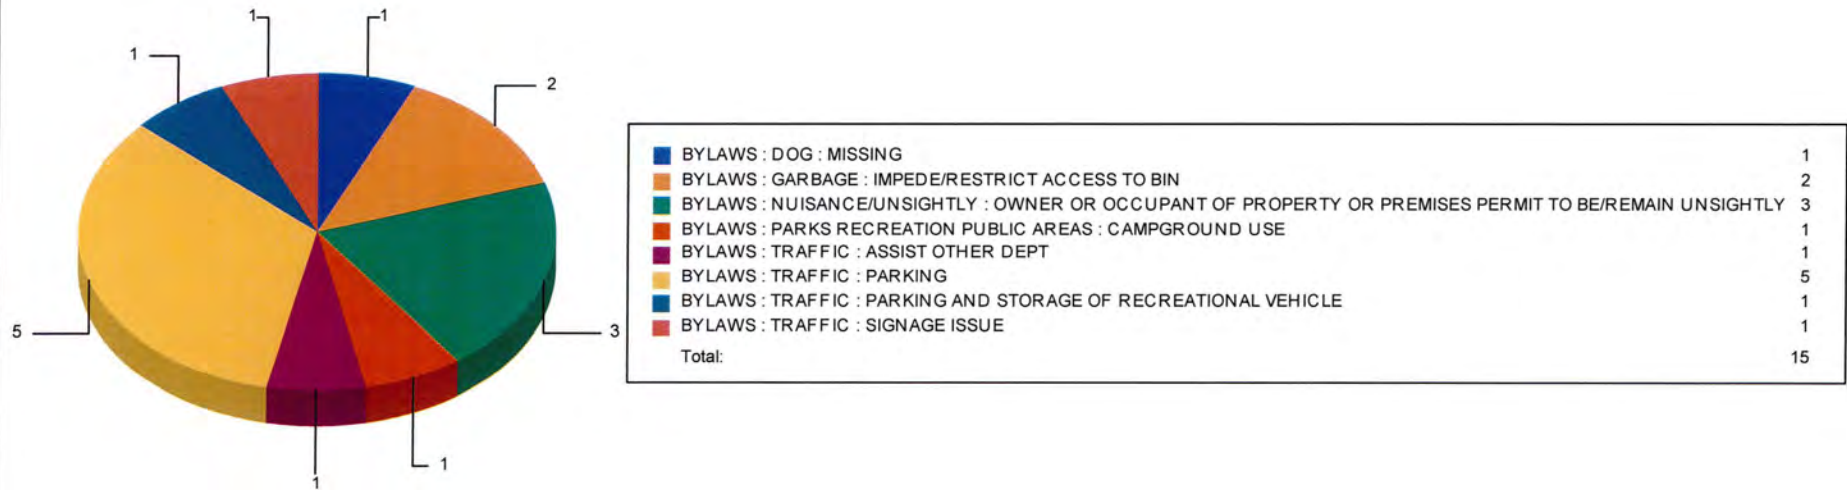 1
1
1
2
5
3
1
1
BYLAWS : DOG : MISSING 1
BYLAWS : GARBAGE : IMPEDE/RESTRICT ACCESS TO BIN 2
BYLAWS : NUISANCE/UNSIGHTLY : OWNER OR OCCUPANT OF PROPERTY OR PREMISES PERMIT TO BE/REMAIN UNSIGHTLY 3
BYLAWS : PARKS RECREATION PUBLIC AREAS : CAMPGROUND USE 1
BYLAWS : TRAFFIC : ASSIST OTHER DEPT 1
BYLAWS : TRAFFIC : PARKING 5
BYLAWS : TRAFFIC : PARKING AND STORAGE OF RECREATIONAL VEHICLE 1
BYLAWS : TRAFFIC : SIGNAGE ISSUE 1
Total: 15